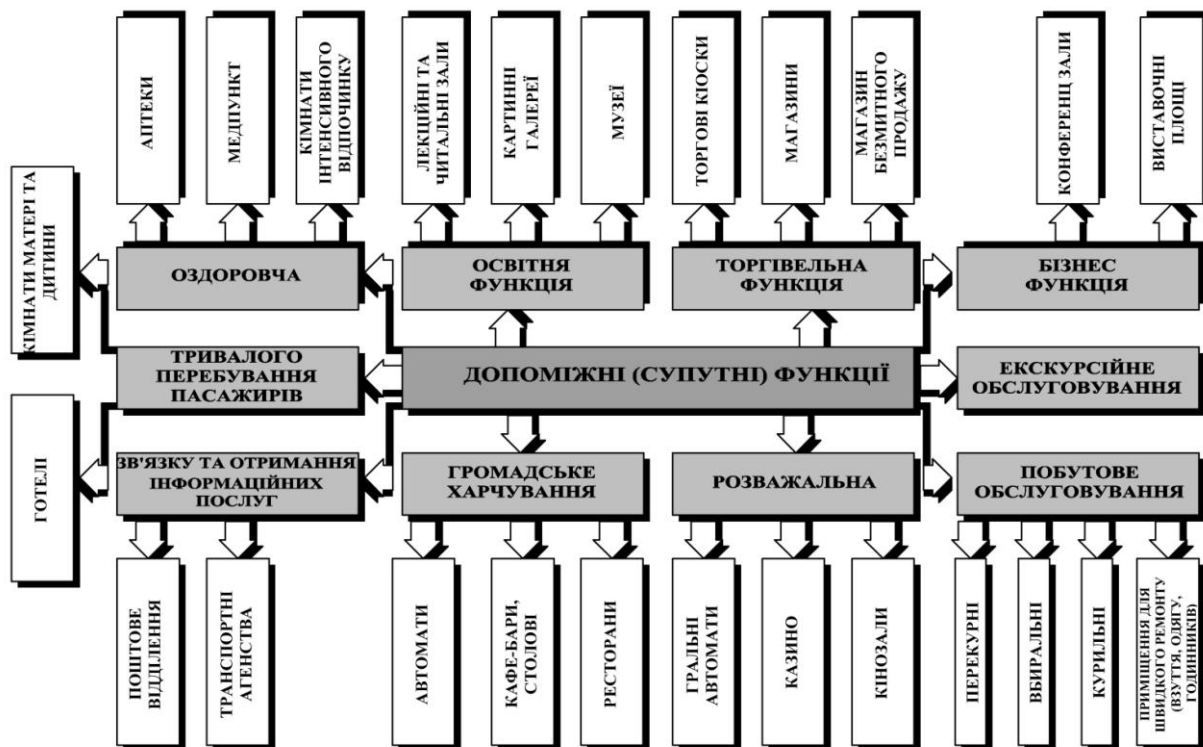 АПТЕКИ
МЕДПУНКТ
КІМНАТИ
ІНТЕНСИВНОГО
ВІДПОЧИНКУ
ЛЕКЦІЙНІ ТА
ЧИТАЛЬНІ ЗАЛИ
КАРТИННІ
ГАЛЕРЕЇ
МУЗЕЇ
ТОРГОВІ КІОСКИ
МАГАЗИНИ
МАГАЗИН
БЕЗМИТНОГО
ПРОДАЖУ
КОНФЕРЕНЦ ЗАЛИ
ВИСТАВОЧНІ
ПЛОЩІ
КІМНАТИ МАТЕРІ ТА
ДИТИНИ
ОЗДОРОВЧА
ОСВІТНЯ
ФУНКЦІЯ
ТОРГІВЕЛЬНА
ФУНКЦІЯ
БІЗНЕС
ФУНКЦІЯ
ТРИВАЛОГО
ПЕРЕБУВАННЯ
ПАСАЖИРІВ
ДОПОМІЖНІ (СУПУТНІ) ФУНКЦІЇ
ЕКСКУРСІЙНЕ
ОБСЛУГОВУВАННЯ
ГОТЕЛІ
ЗВ'ЯЗКУ ТА ОТРИМАННЯ
ІНФОРМАЦІЙНИХ
ПОСЛУГ
ГРОМАДСЬКЕ
ХАРЧУВАННЯ
РОЗВАЖАЛЬНА
ПОБУТОВЕ
ОБСЛУГОВУВАННЯ
ПОШТОВЕ
ВІДДІЛЕННЯ
ТРАНСПОРТНІ
АГЕНСТВА
АВТОМАТИ
КАФЕ-БАРИ,
СТОЛОВІ
РЕСТОРАНИ
ГРАЛЬНІ
АВТОМАТИ
КАЗИНО
КІНОЗАЛИ
ПЕРЕКУРНІ
ВБИРАЛЬНІ
КУРИЛЬНІ
ПРИМІЩЕННЯ ДЛЯ
ШВИДКОГО РЕМОНТУ
(ВЗУТТЯ, ОДЯГУ,
ГОДИННИКІВ)